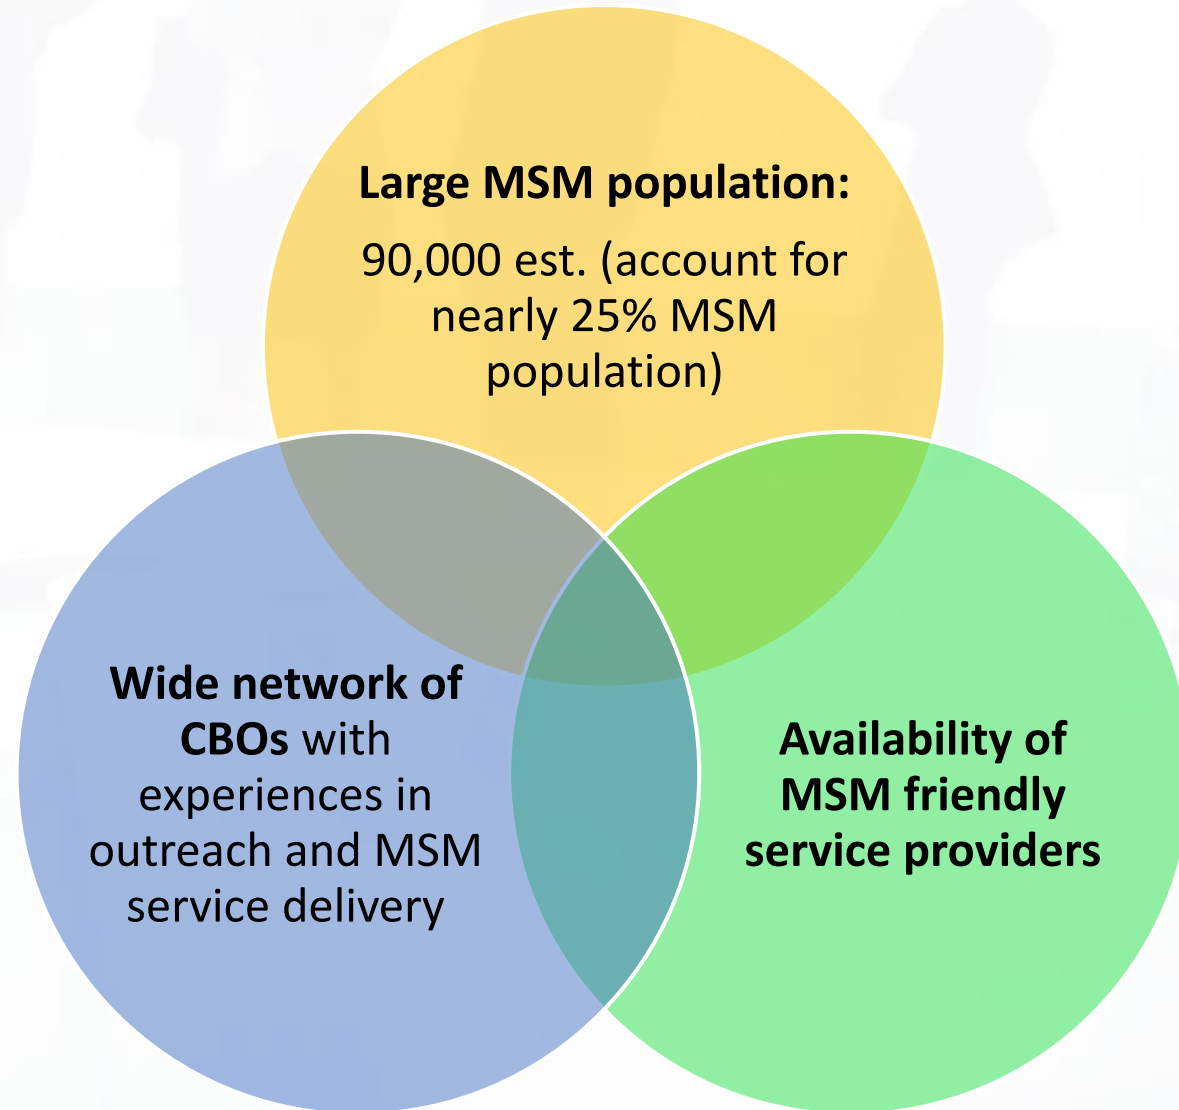 Large MSM population:
90,000 est. (account for
nearly 25% MSM
population)
Wide network of
CBOs with
experiences in
outreach and MSM
service delivery
Availability of
MSM friendly
service providers